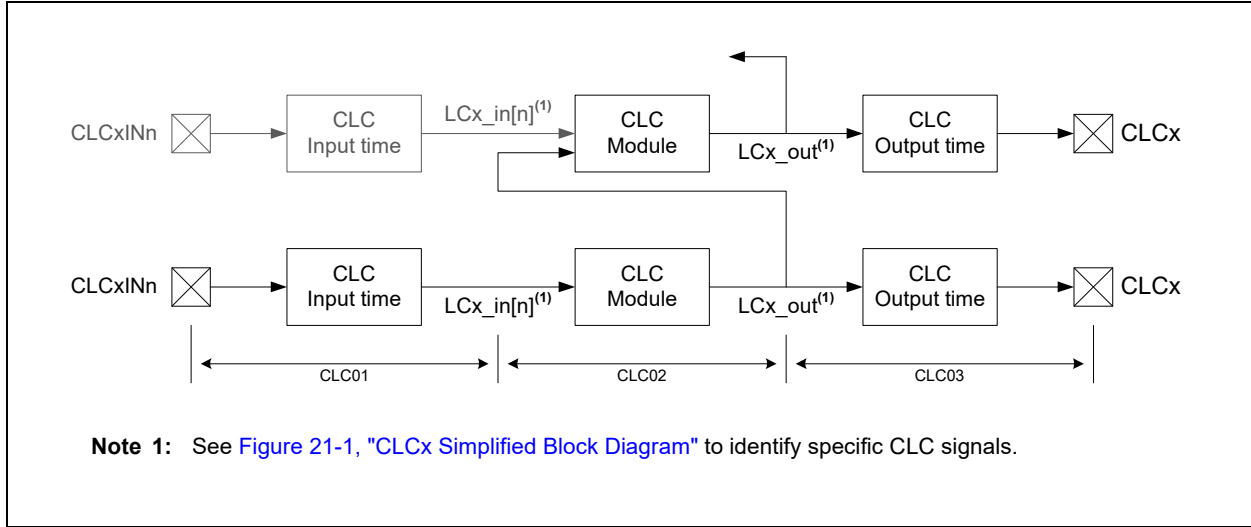 CLCxINn
CLC
Input time
LCx_in[n](1)
CLC
Module
LCx_out(1)
CLC
Output time
CLCx
CLCxINn
CLC
Input time
LCx_in[n](1)
CLC
Module
LCx_out(1)
CLC
Output time
CLCx
CLC01
CLC02
CLC03
Note 1: See Figure 21-1, "CLCx Simplified Block Diagram" to identify specific CLC signals.